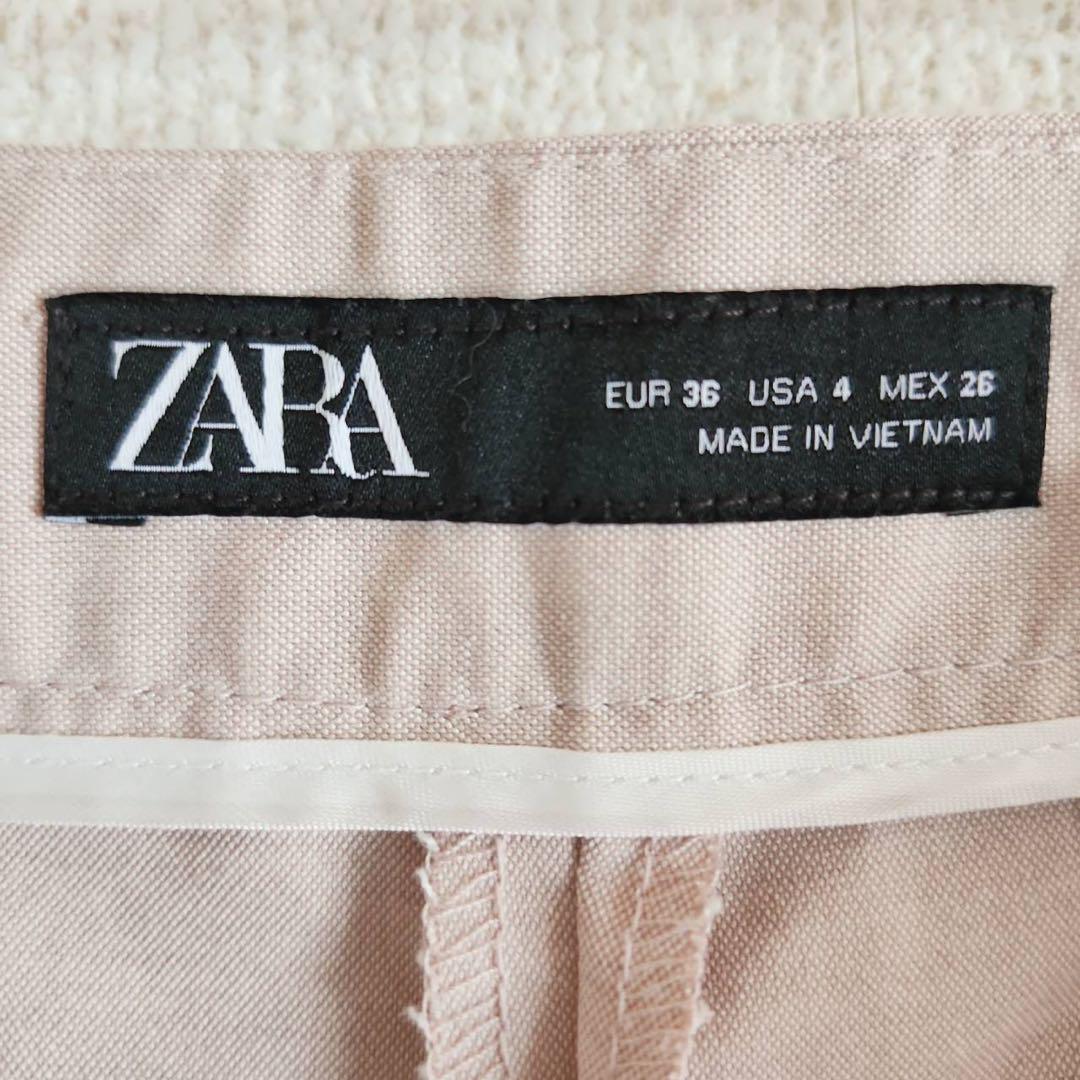 ZARA
EUR 36 USA 4 MEX 26
MADE IN VIETNAM